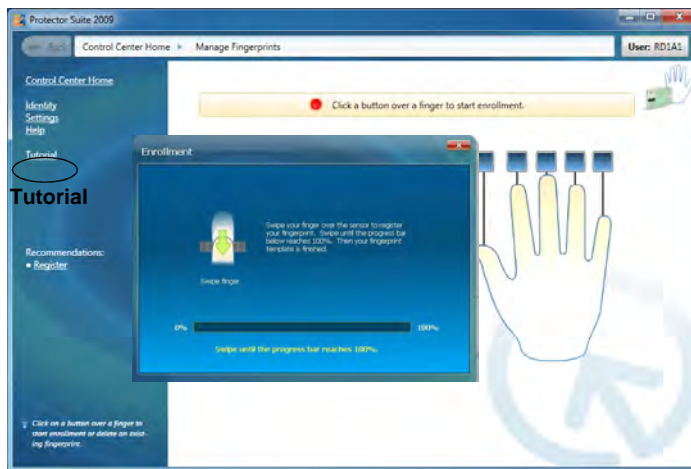 Protector Suite 2009
Back
Control Center Home ▸ Manage Fingerprints
User: RD1A1
Control Center Home
Click a button over a finger to start enrollment.
Identity
Settings
Help
Tutorial
Tutorial
Enrollment
Swipe your finger over the sensor to register
your fingerprint. Swipe until the progress bar
below reaches 100%. Then your fingerprint
template is finished.
Swipe finger
0%
100%
Swipe until the progress bar reaches 100%.
Recommendations:
• Register
Click on a button over a finger to
start enrollment or delete an exist-
ing fingerprint.